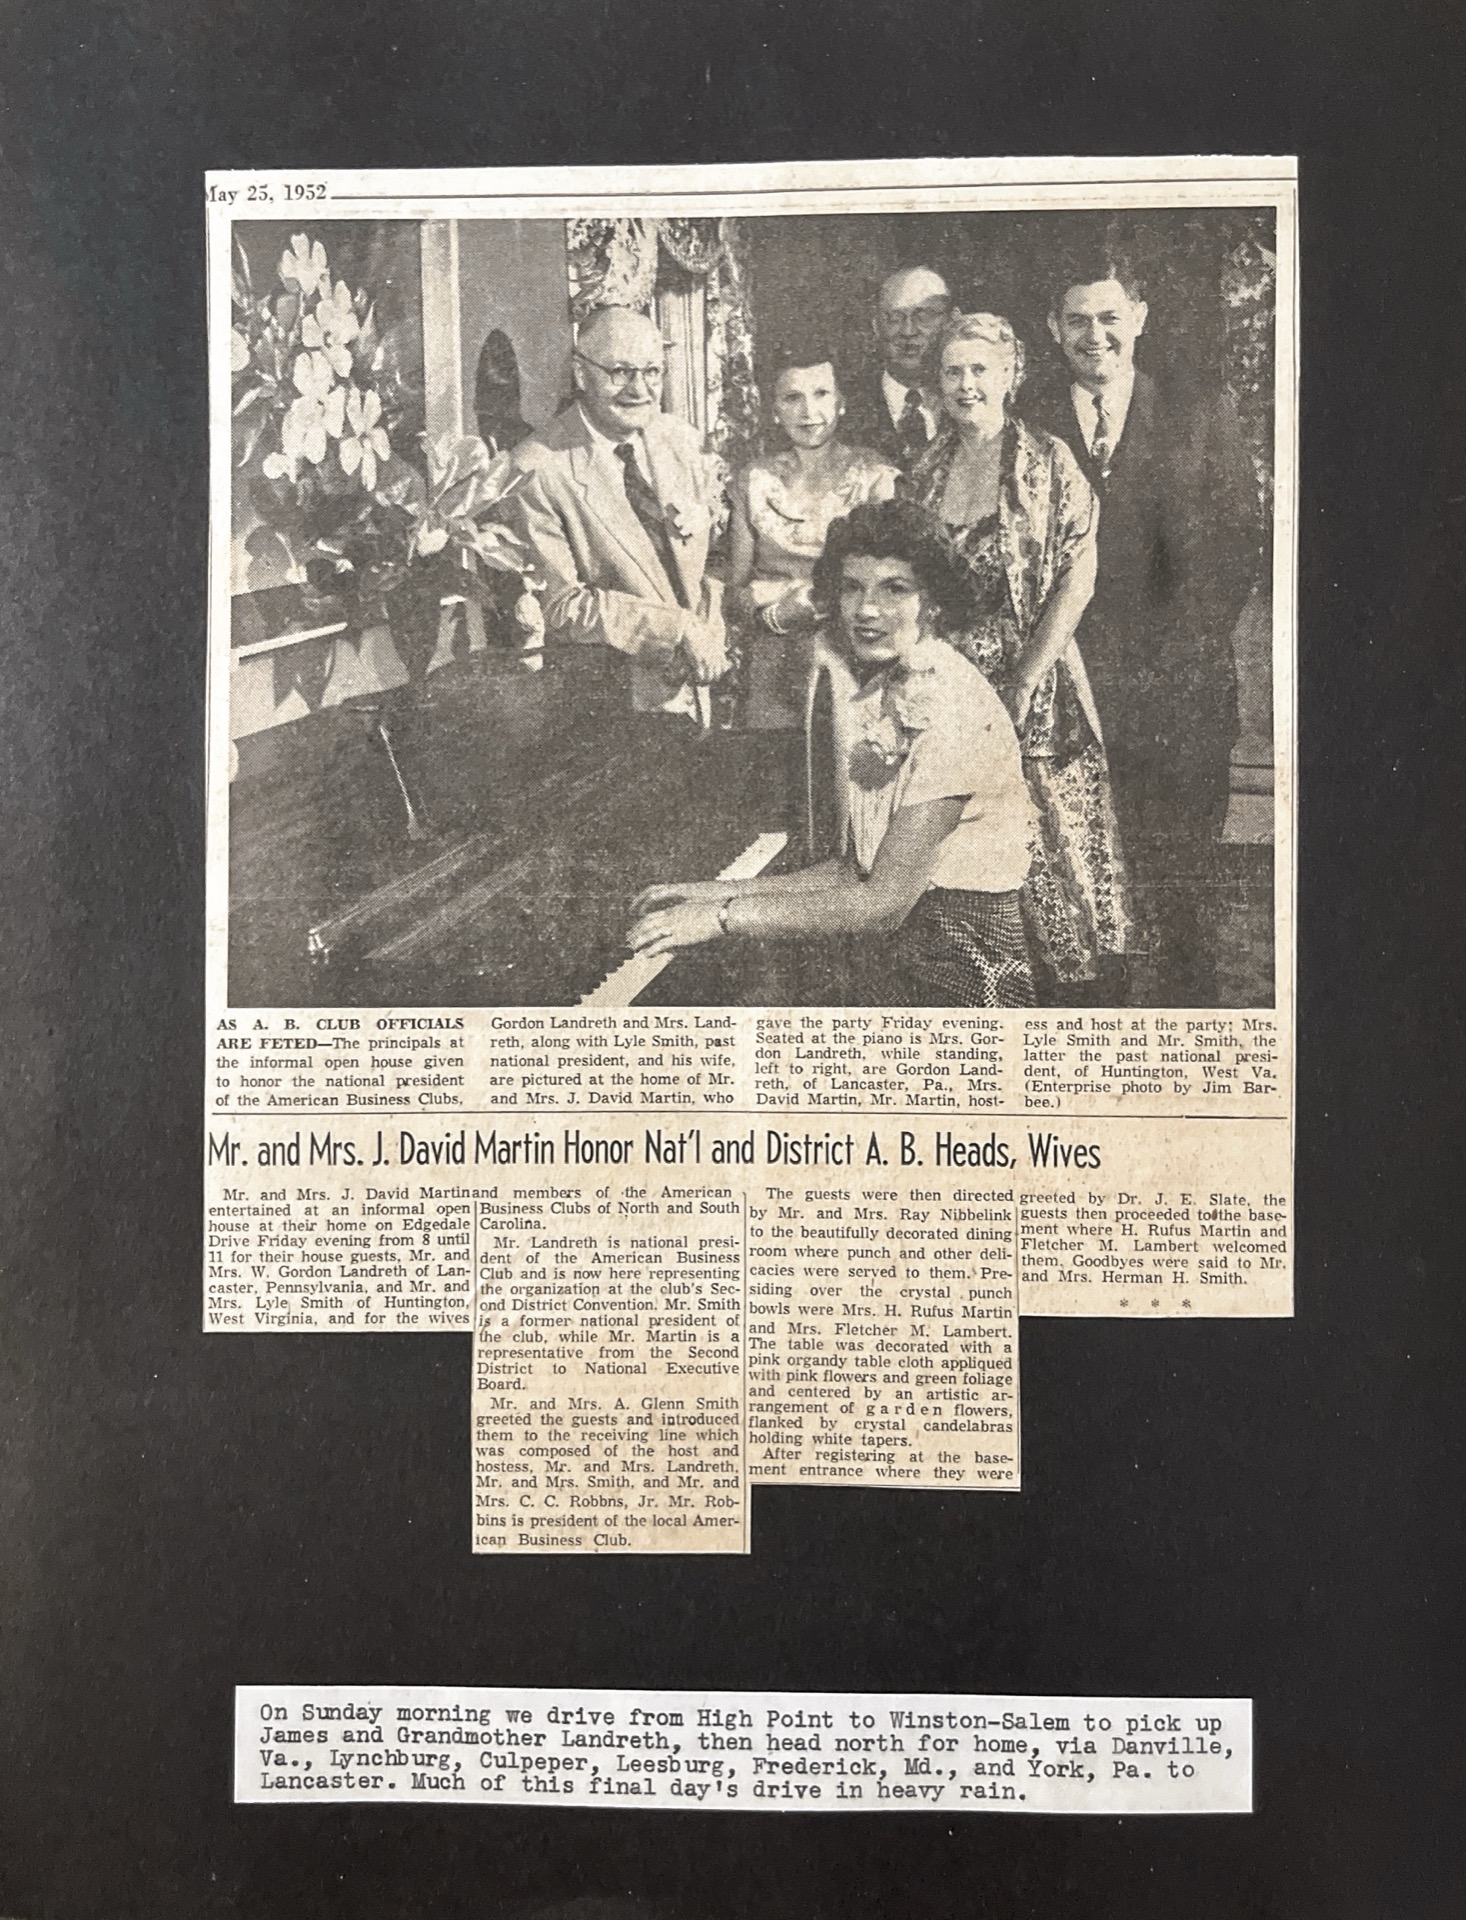 May 25, 1952
AS A. B. CLUB OFFICIALS
ARE FETED—The principals at
the informal open house given
to honor the national president
of the American Business Clubs,
Gordon Landreth and Mrs. Land-
reth, along with Lyle Smith, past
national president, and his wife,
are pictured at the home of Mr.
and Mrs. J. David Martin, who
gave the party Friday evening.
Seated at the piano is Mrs. Gor-
don Landreth, while standing,
left to right, are Gordon Land-
reth, of Lancaster, Pa., Mrs.
David Martin, Mr. Martin, host-
ess and host at the party; Mrs.
Lyle Smith and Mr. Smith, the
latter the past national presi-
dent, of Huntington, West Va.
(Enterprise photo by Jim Bar-
bee.)
Mr. and Mrs. J. David Martin Honor Nat'l and District A. B. Heads, Wives
Mr. and Mrs. J. David Martin
entertained at an informal open
house at their home on Edgedale
Drive Friday evening from 8 until
11 for their house guests, Mr. and
Mrs. W. Gordon Landreth of Lan-
caster, Pennsylvania, and Mr. and
Mrs. Lyle Smith of Huntington,
West Virginia, and for the wives
and members of the American
Business Clubs of North and South
Carolina.
Mr. Landreth is national presi-
dent of the American Business
Club and is now here representing
the organization at the club's Sec-
ond District Convention. Mr. Smith
is a former national president of
the club, while Mr. Martin is a
representative from the Second
District to National Executive
Board.
Mr. and Mrs. A. Glenn Smith
greeted the guests and introduced
them to the receiving line which
was composed of the host and
hostess, Mr. and Mrs. Landreth,
Mr. and Mrs. Smith, and Mr. and
Mrs. C. C. Robbns, Jr. Mr. Rob-
bins is president of the local Amer-
ican Business Club.
The guests were then directed
by Mr. and Mrs. Ray Nibbelink
to the beautifully decorated dining
room where punch and other deli-
cacies were served to them. Pre-
siding over the crystal punch
bowls were Mrs. H. Rufus Martin
and Mrs. Fletcher M. Lambert.
The table was decorated with a
pink organdy table cloth appliqued
with pink flowers and green foliage
and centered by an artistic ar-
rangement of garden flowers,
flanked by crystal candelabras
holding white tapers.
After registering at the base-
ment entrance where they were
greeted by Dr. J. E. Slate, the
guests then proceeded to the base-
ment where H. Rufus Martin and
Fletcher M. Lambert welcomed
them. Goodbyes were said to Mr.
and Mrs. Herman H. Smith.
* * *
On Sunday morning we drive from High Point to Winston-Salem to pick up
James and Grandmother Landreth, then head north for home, via Danville,
Va., Lynchburg, Culpeper, Leesburg, Frederick, Md., and York, Pa. to
Lancaster. Much of this final day's drive in heavy rain.